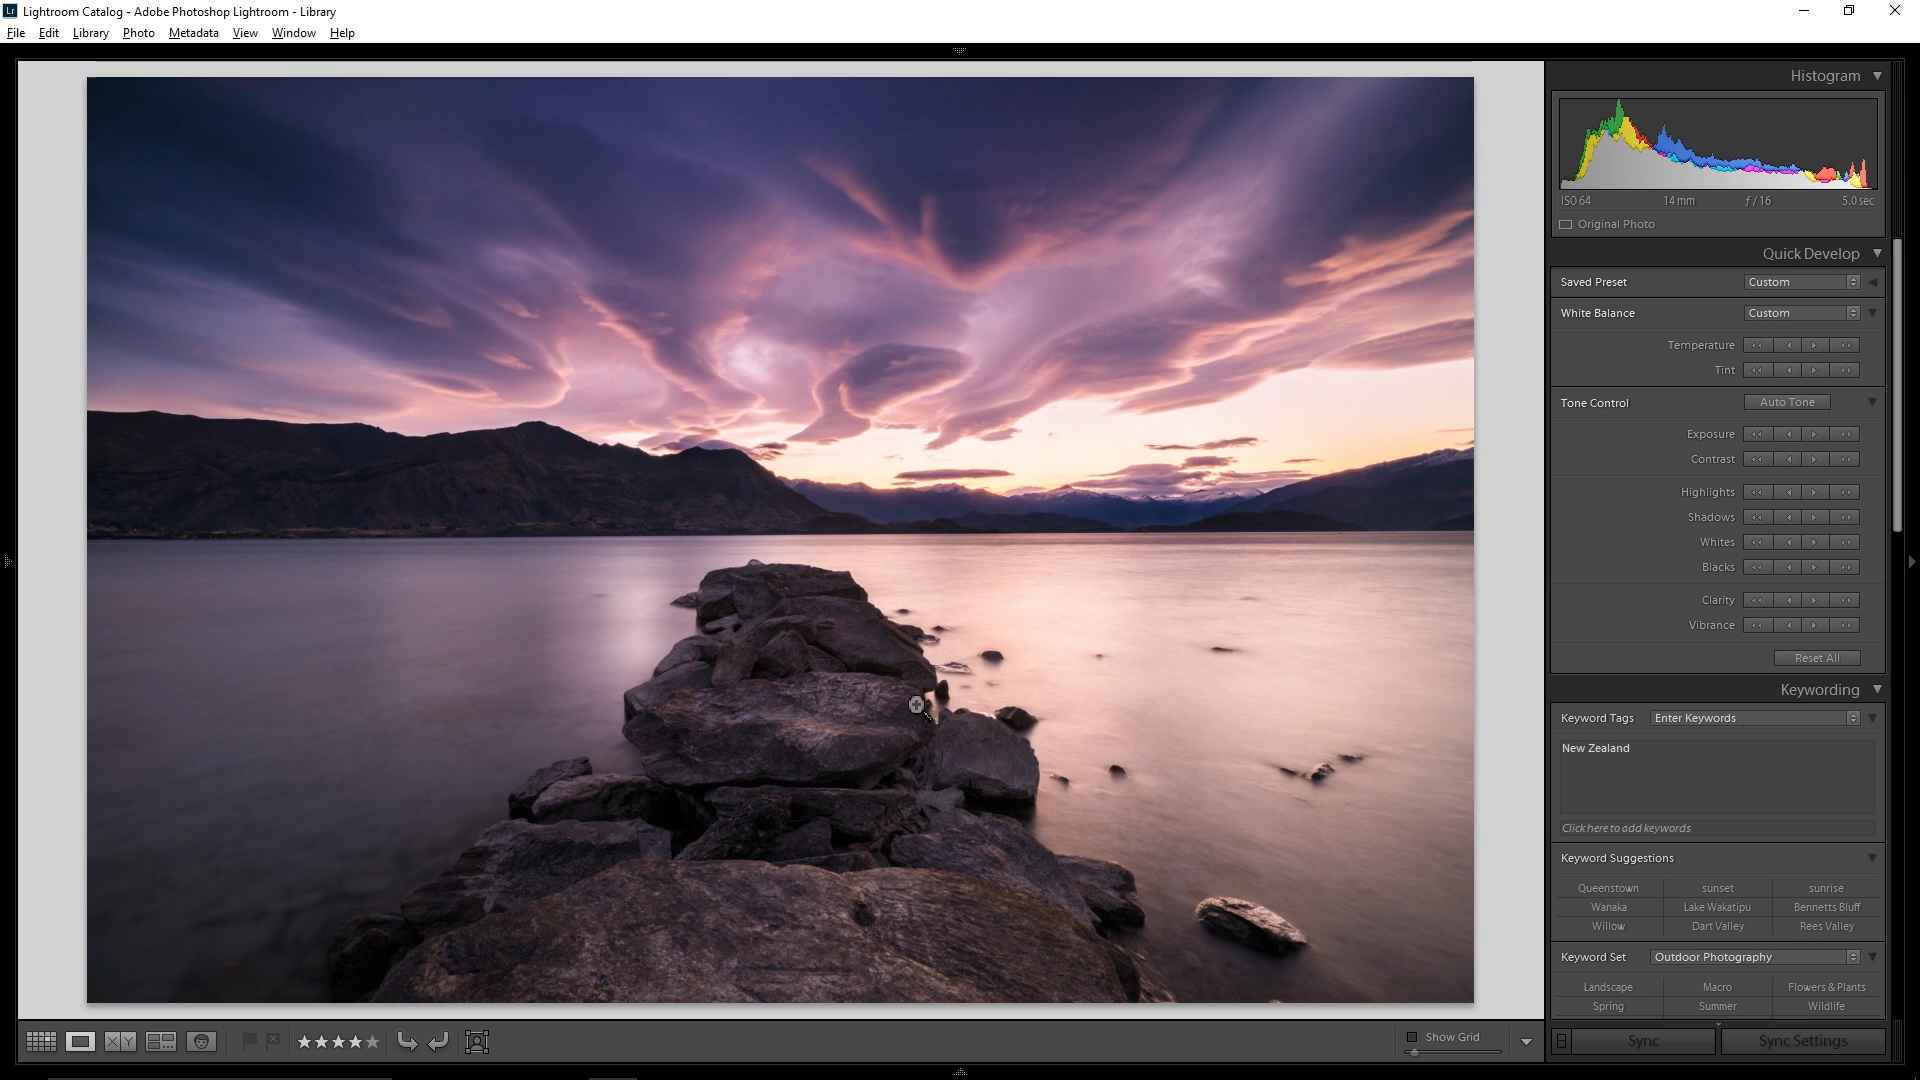 Lr Lightroom Catalog - Adobe Photoshop Lightroom - Library
File Edit Library Photo Metadata View Window Help
Histogram
ISO 64 14 mm ƒ / 16 5.0 sec
Original Photo
Quick Develop
Saved Preset Custom
White Balance Custom
Temperature
Tint
Tone Control Auto Tone
Exposure
Contrast
Highlights
Shadows
Whites
Blacks
Clarity
Vibrance
Reset All
Keywording
Keyword Tags Enter Keywords
New Zealand
Click here to add keywords
Keyword Suggestions
Queenstown sunset sunrise
Wanaka Lake Wakatipu Bennetts Bluff
Willow Dart Valley Rees Valley
Keyword Set Outdoor Photography
Landscape Macro Flowers & Plants
Spring Summer Wildlife
X Y Show Grid Sync Sync Settings